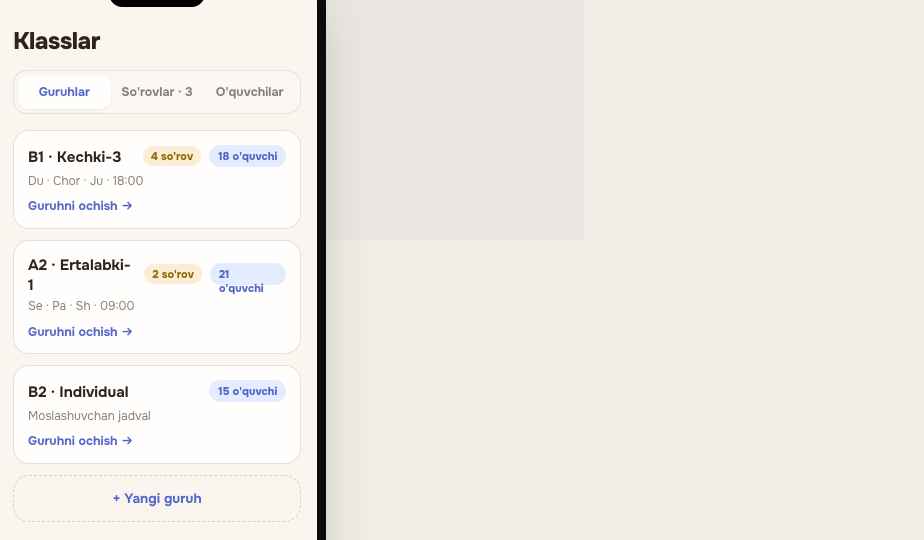 Klasslar
Guruhlar
So'rovlar · 3
O'quvchilar
B1 · Kechki-3
4 so'rov
18 o'quvchi
Du · Chor · Ju · 18:00
Guruhni ochish →
A2 · Ertalabki-
1
2 so'rov
21
o'quvchi
Se · Pa · Sh · 09:00
Guruhni ochish →
B2 · Individual
15 o'quvchi
Moslashuvchan jadval
Guruhni ochish →
+ Yangi guruh